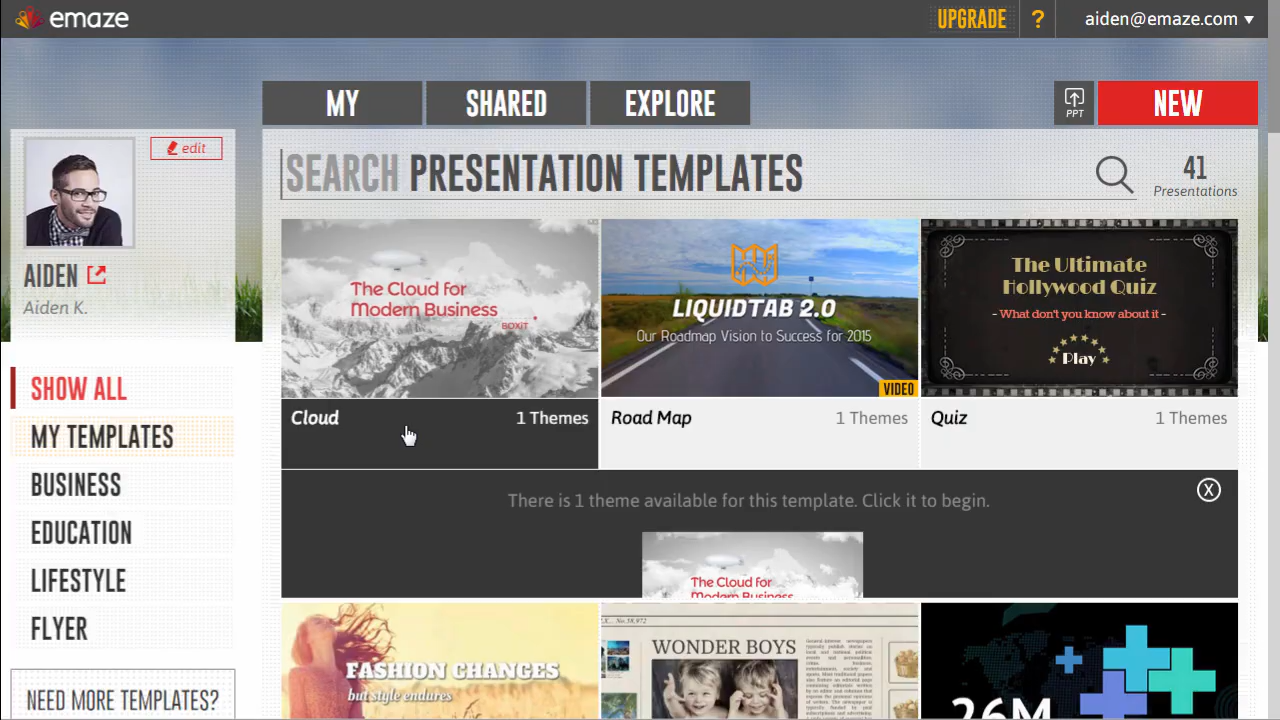 emaze
UPGRADE
?
aiden@emaze.com
MY
SHARED
EXPLORE
PPT
NEW
edit
AIDEN
Aiden K.
SEARCH PRESENTATION TEMPLATES
41
Presentations
The Cloud for
Modern Business
BOXIT
Cloud
1 Themes
LIQUIDTAB 2.0
Our Roadmap Vision to Success for 2015
VIDEO
Road Map
1 Themes
The Ultimate
Hollywood Quiz
- What don't you know about it -
Play
Quiz
1 Themes
SHOW ALL
MY TEMPLATES
BUSINESS
EDUCATION
LIFESTYLE
FLYER
NEED MORE TEMPLATES?
There is 1 theme available for this template. Click it to begin.
X
The Cloud for
Modern Business
FASHION CHANGES
but style endures
WONDER BOYS
26M